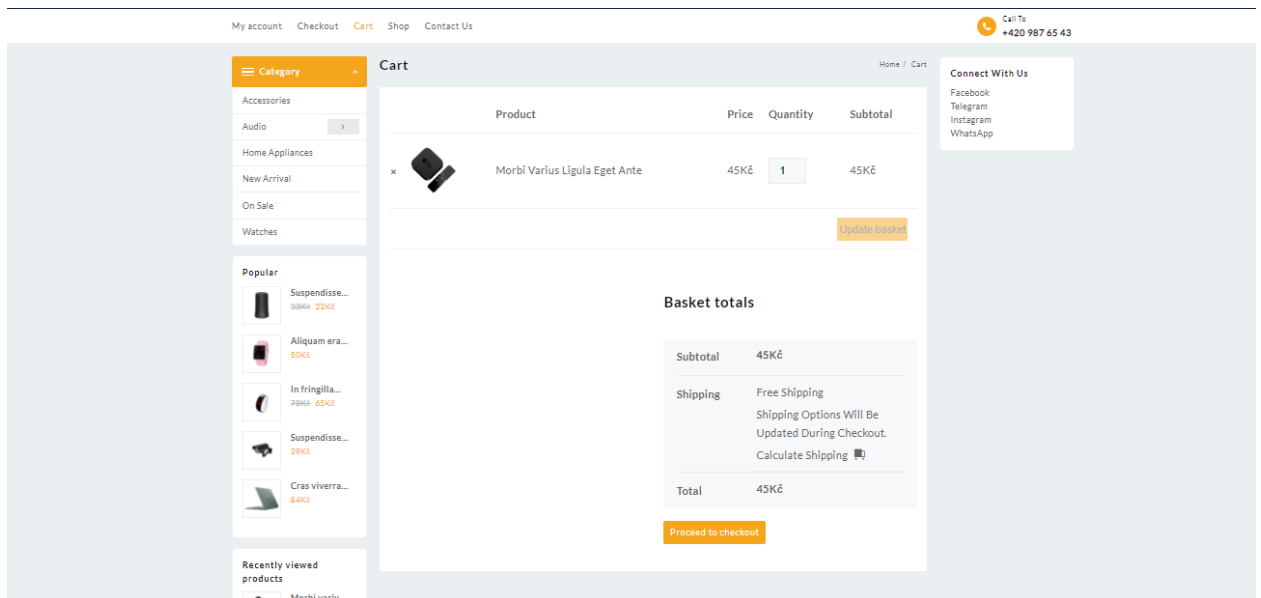 My account Checkout Cart Shop Contact Us
Call To
+420 987 65 43
Category
Accessories
Audio
Home Appliances
New Arrival
On Sale
Watches
Popular
Suspendisse...
33Kč 22Kč
Aliquam era...
50Kč
In fringilla...
78Kč 65Kč
Suspendisse...
39Kč
Cras viverra...
84Kč
Recently viewed
products
Morbi variu...
Cart
Home / Cart
Product Price Quantity Subtotal
× Morbi Varius Ligula Eget Ante 45Kč 1 45Kč
Update basket
Basket totals
Subtotal 45Kč
Shipping Free Shipping
Shipping Options Will Be
Updated During Checkout.
Calculate Shipping
Total 45Kč
Proceed to checkout
Connect With Us
Facebook
Telegram
Instagram
WhatsApp